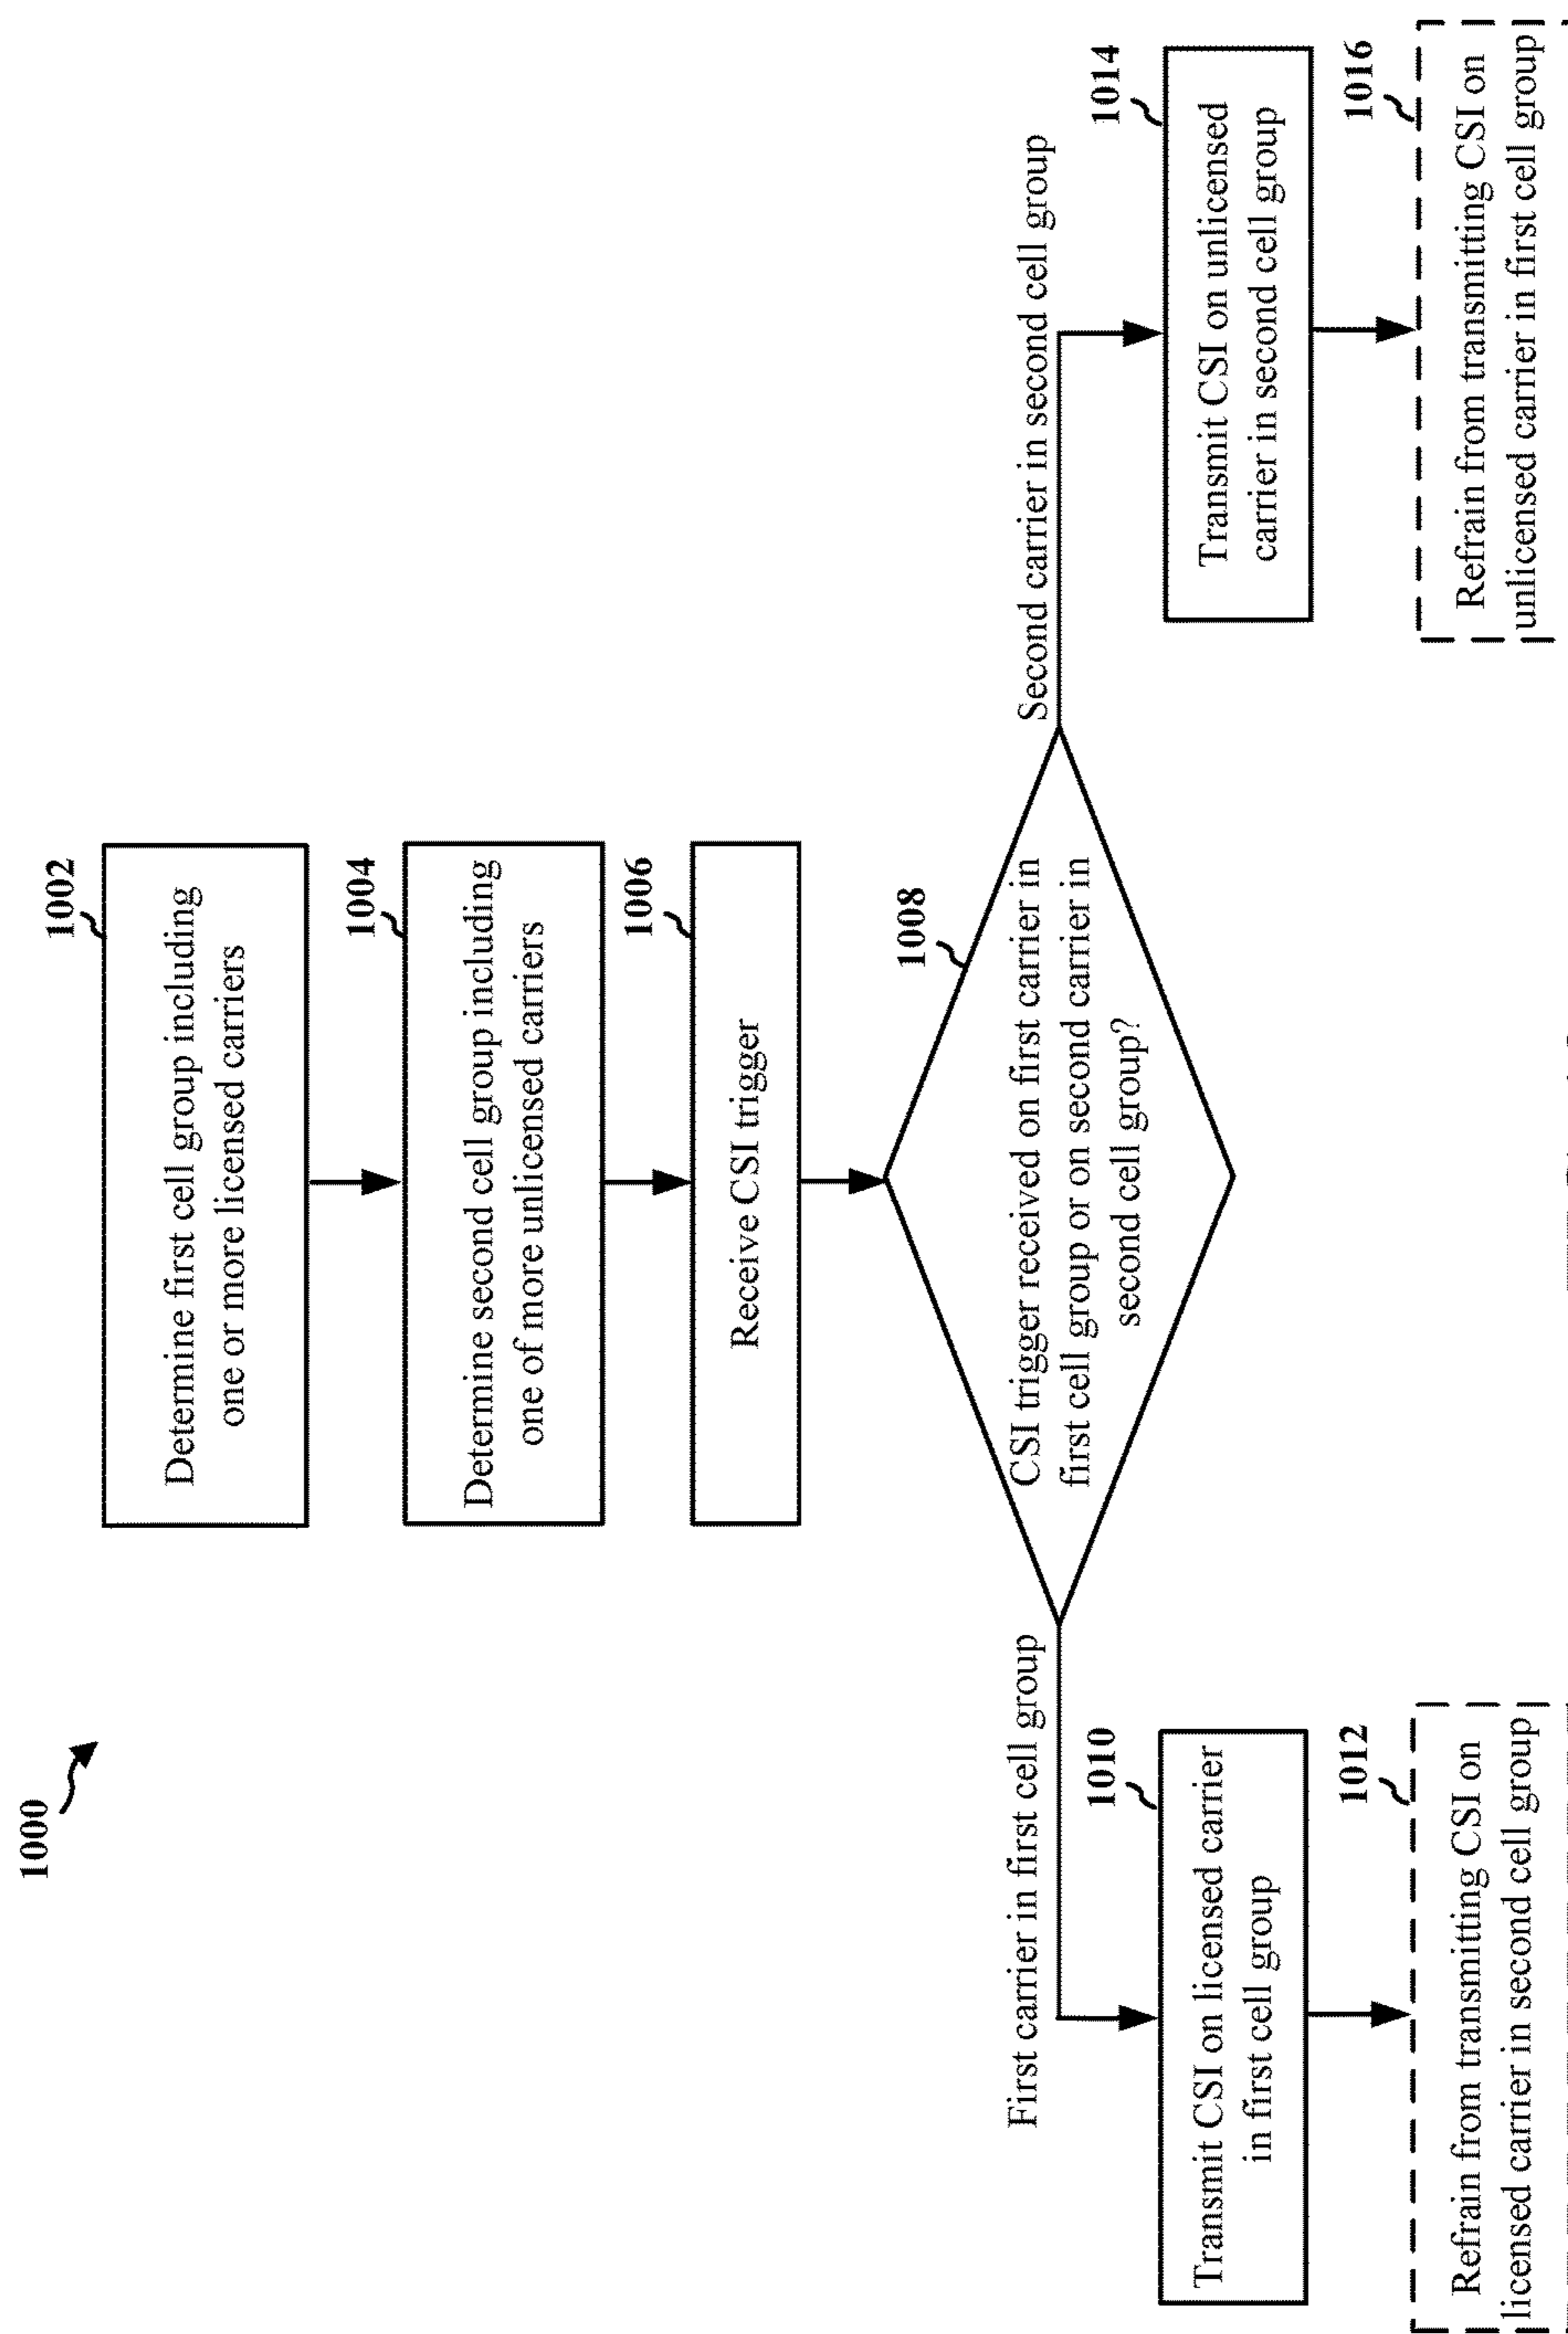 1000
1002
Determine first cell group including
one or more licensed carriers
1004
Determine second cell group including
one of more unlicensed carriers
1006
Receive CSI trigger
1008
CSI trigger received on first carrier in
first cell group or on second carrier in
second cell group?
First carrier in first cell group
1010
Transmit CSI on licensed carrier
in first cell group
1012
Refrain from transmitting CSI on
licensed carrier in second cell group
Second carrier in second cell group
1014
Transmit CSI on unlicensed
carrier in second cell group
1016
Refrain from transmitting CSI on
unlicensed carrier in first cell group